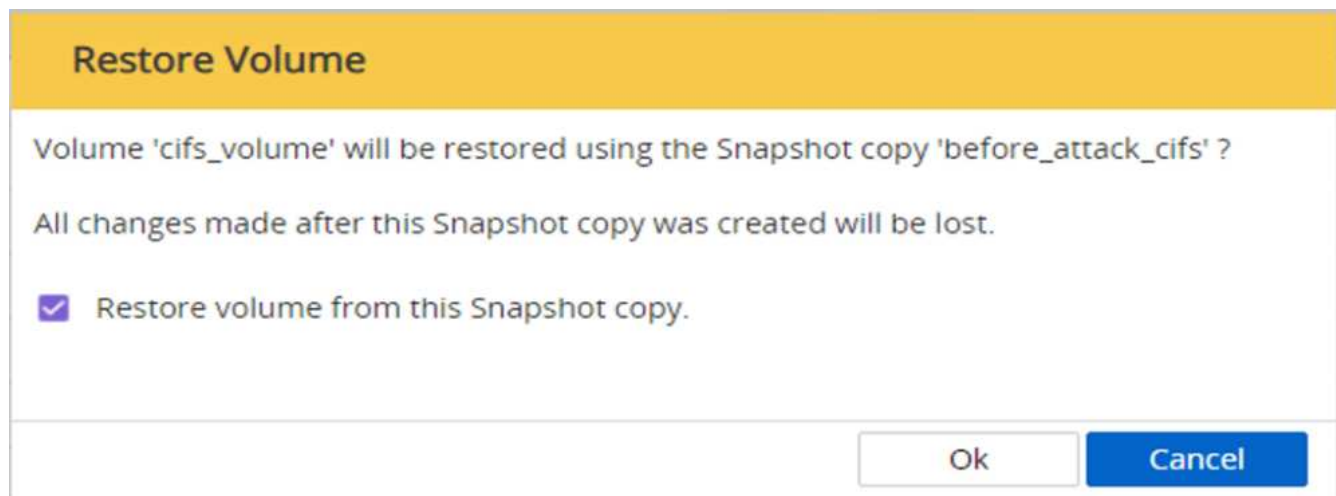 Restore Volume
Volume 'cifs_volume' will be restored using the Snapshot copy 'before_attack_cifs' ?
All changes made after this Snapshot copy was created will be lost.
Restore volume from this Snapshot copy.
Ok Cancel